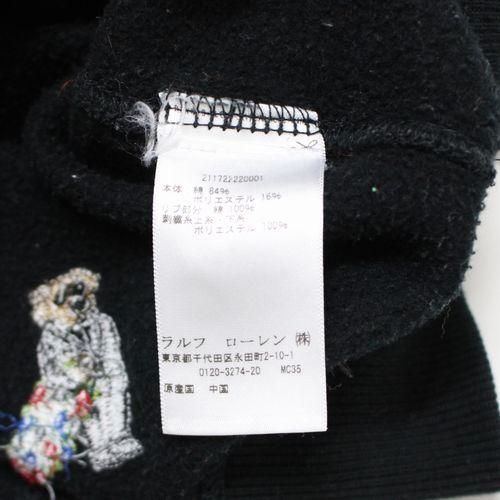 211722220001
本体 綿 84%
ポリエステル 16%
リブ部分 綿 100%
刺繍糸上糸・下糸
ポリエステル 100%
ラルフ ローレン ㈱
東京都千代田区永田町2-10-1
0120-3274-20 MC35
原産国 中国